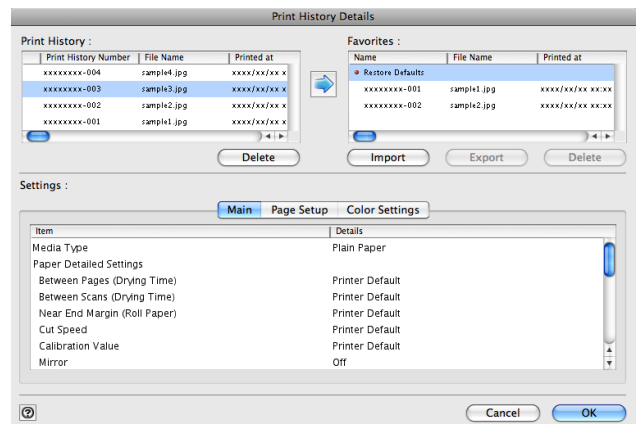 Print History Details
Print History :
Favorites :
Print History Number File Name Printed at
xxxxxxxx-004 sample4.jpg xxxx/xx/xx x
xxxxxxxx-003 sample3.jpg xxxx/xx/xx x
xxxxxxxx-002 sample2.jpg xxxx/xx/xx x
xxxxxxxx-001 sample1.jpg xxxx/xx/xx x
Delete
Name File Name Printed at
Restore Defaults
xxxxxxxx-001 sample1.jpg xxxx/xx/xx xx:xx
xxxxxxxx-002 sample2.jpg xxxx/xx/xx xx:xx
Import Export Delete
Settings :
Main Page Setup Color Settings
Item Details
Media Type Plain Paper
Paper Detailed Settings
Between Pages (Drying Time) Printer Default
Between Scans (Drying Time) Printer Default
Near End Margin (Roll Paper) Printer Default
Cut Speed Printer Default
Calibration Value Printer Default
Mirror Off
? Cancel OK